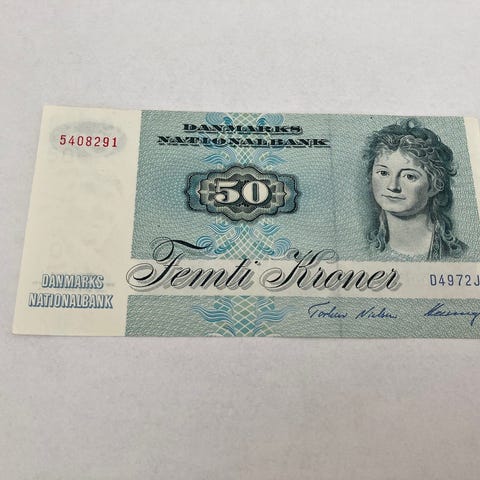 5408291
DANMARKS
NATIONALBANK
50
Femti Kroner
D4972J
DANMARKS
NATIONALBANK